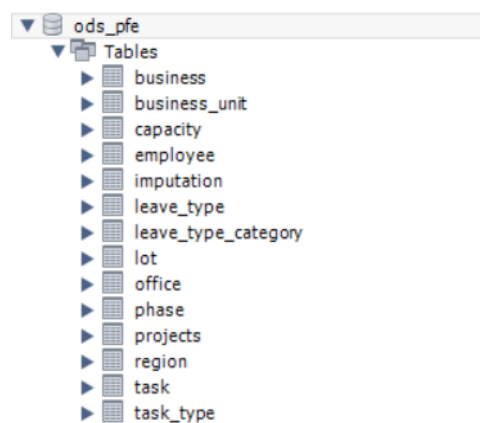 ods_pfe
Tables
business
business_unit
capacity
employee
imputation
leave_type
leave_type_category
lot
office
phase
projects
region
task
task_type